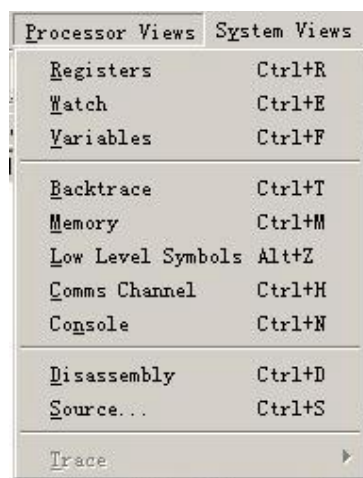 Processor Views System Views
Registers Ctrl+R
Watch Ctrl+E
Variables Ctrl+F
Backtrace Ctrl+T
Memory Ctrl+M
Low Level Symbols Alt+Z
Comms Channel Ctrl+H
Console Ctrl+N
Disassembly Ctrl+D
Source... Ctrl+S
Trace